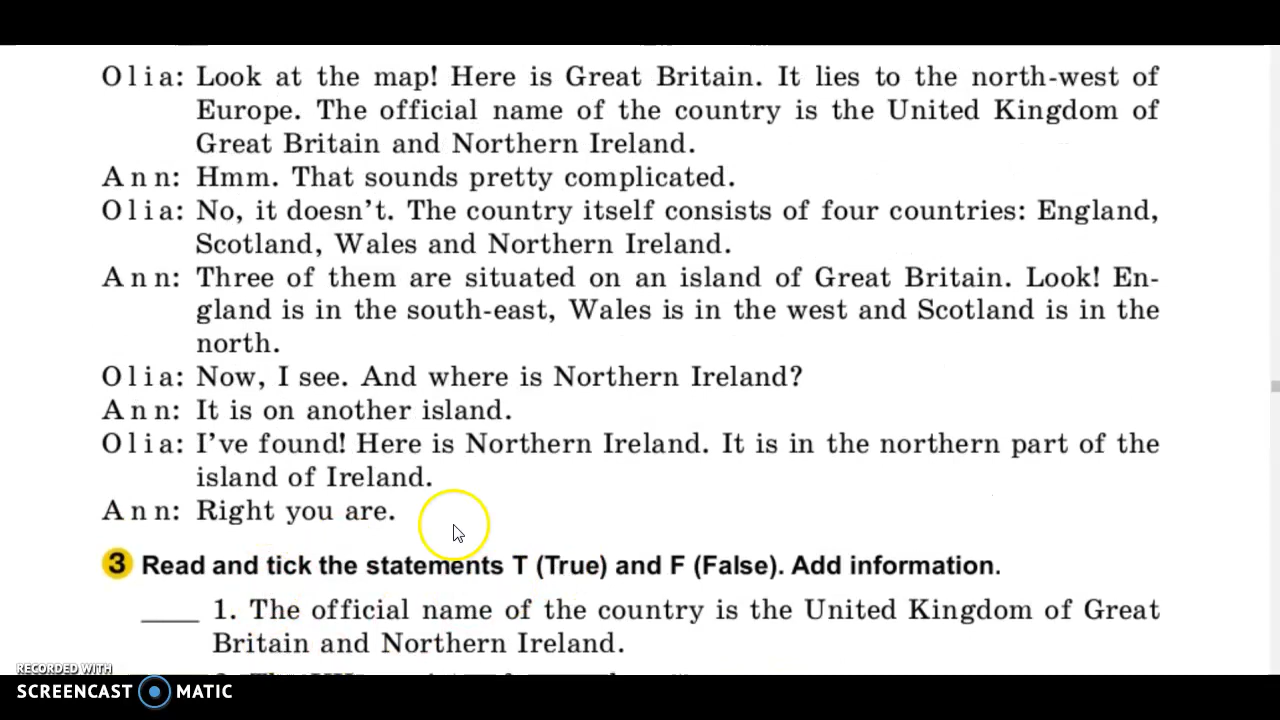 Olia: Look at the map! Here is Great Britain. It lies to the north-west of
Europe. The official name of the country is the United Kingdom of
Great Britain and Northern Ireland.
Ann: Hmm. That sounds pretty complicated.
Olia: No, it doesn't. The country itself consists of four countries: England,
Scotland, Wales and Northern Ireland.
Ann: Three of them are situated on an island of Great Britain. Look! En-
gland is in the south-east, Wales is in the west and Scotland is in the
north.
Olia: Now, I see. And where is Northern Ireland?
Ann: It is on another island.
Olia: I've found! Here is Northern Ireland. It is in the northern part of the
island of Ireland.
Ann: Right you are.
3 Read and tick the statements T (True) and F (False). Add information.
____ 1. The official name of the country is the United Kingdom of Great
Britain and Northern Ireland.
RECORDED WITH
SCREENCAST MATIC